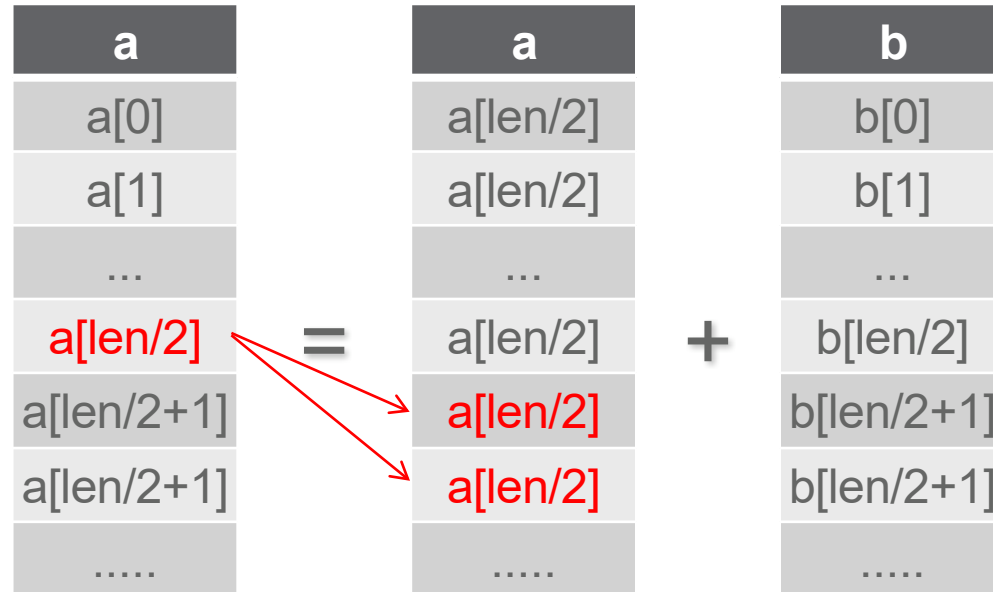 a a b
a[0] a[len/2] b[0]
a[1] a[len/2] b[1]
... ... ...
a[len/2] = a[len/2] + b[len/2]
a[len/2+1] a[len/2] b[len/2+1]
a[len/2+1] a[len/2] b[len/2+1]
..... ..... .....